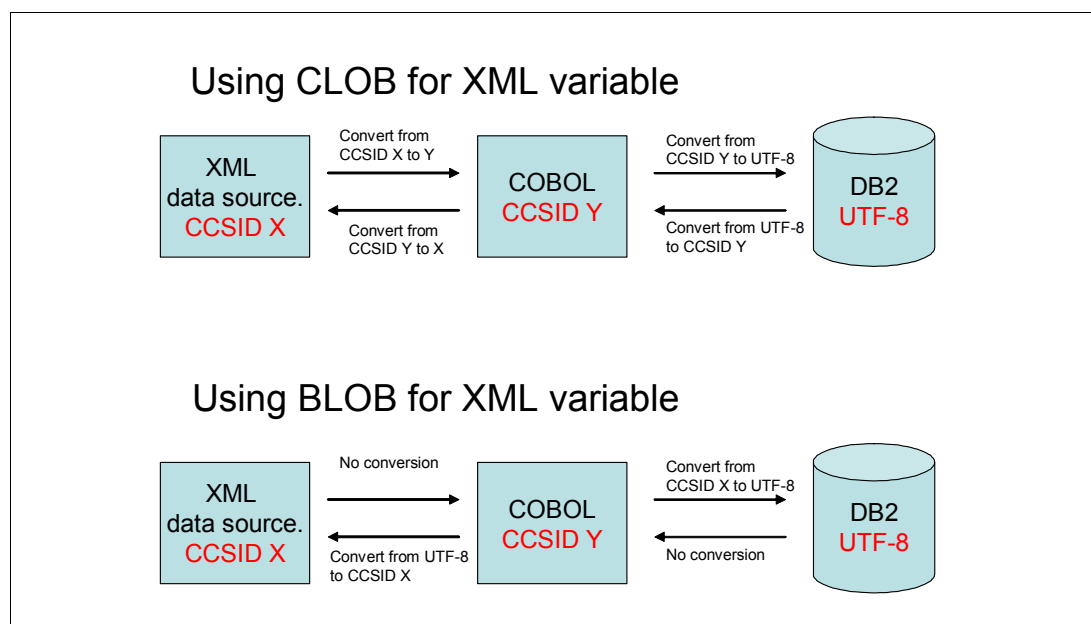 Using CLOB for XML variable
Convert from
CCSID X to Y
Convert from
CCSID Y to UTF-8
XML
data source.
CCSID X
COBOL
CCSID Y
DB2
UTF-8
Convert from
CCSID Y to X
Convert from UTF-8
to CCSID Y
Using BLOB for XML variable
No conversion
Convert from
CCSID X to UTF-8
XML
data source.
CCSID X
COBOL
CCSID Y
DB2
UTF-8
Convert from UTF-8
to CCSID X
No conversion